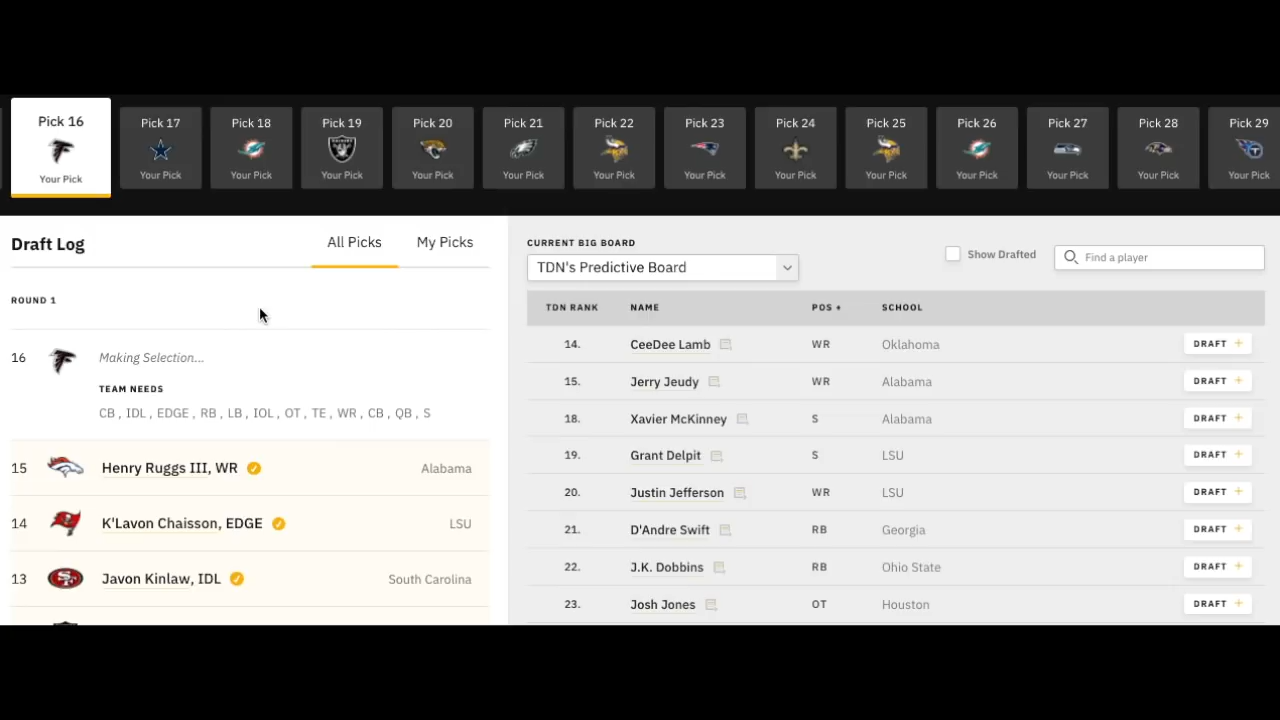 Pick 16 Pick 17 Pick 18 Pick 19 Pick 20 Pick 21 Pick 22 Pick 23 Pick 24 Pick 25 Pick 26 Pick 27 Pick 28 Pick 29
Your Pick Your Pick Your Pick Your Pick Your Pick Your Pick Your Pick Your Pick Your Pick Your Pick Your Pick Your Pick Your Pick Your Pick
Draft Log All Picks My Picks
ROUND 1
16 Making Selection...
TEAM NEEDS
CB , IDL , EDGE , RB , LB , IOL , OT , TE , WR , CB , QB , S
15 Henry Ruggs III, WR Alabama
14 K'Lavon Chaisson, EDGE LSU
13 Javon Kinlaw, IDL South Carolina
CURRENT BIG BOARD
TDN's Predictive Board Show Drafted Find a player
TDN RANK NAME POS SCHOOL
14. CeeDee Lamb WR Oklahoma DRAFT +
15. Jerry Jeudy WR Alabama DRAFT +
18. Xavier McKinney S Alabama DRAFT +
19. Grant Delpit S LSU DRAFT +
20. Justin Jefferson WR LSU DRAFT +
21. D'Andre Swift RB Georgia DRAFT +
22. J.K. Dobbins RB Ohio State DRAFT +
23. Josh Jones OT Houston DRAFT +